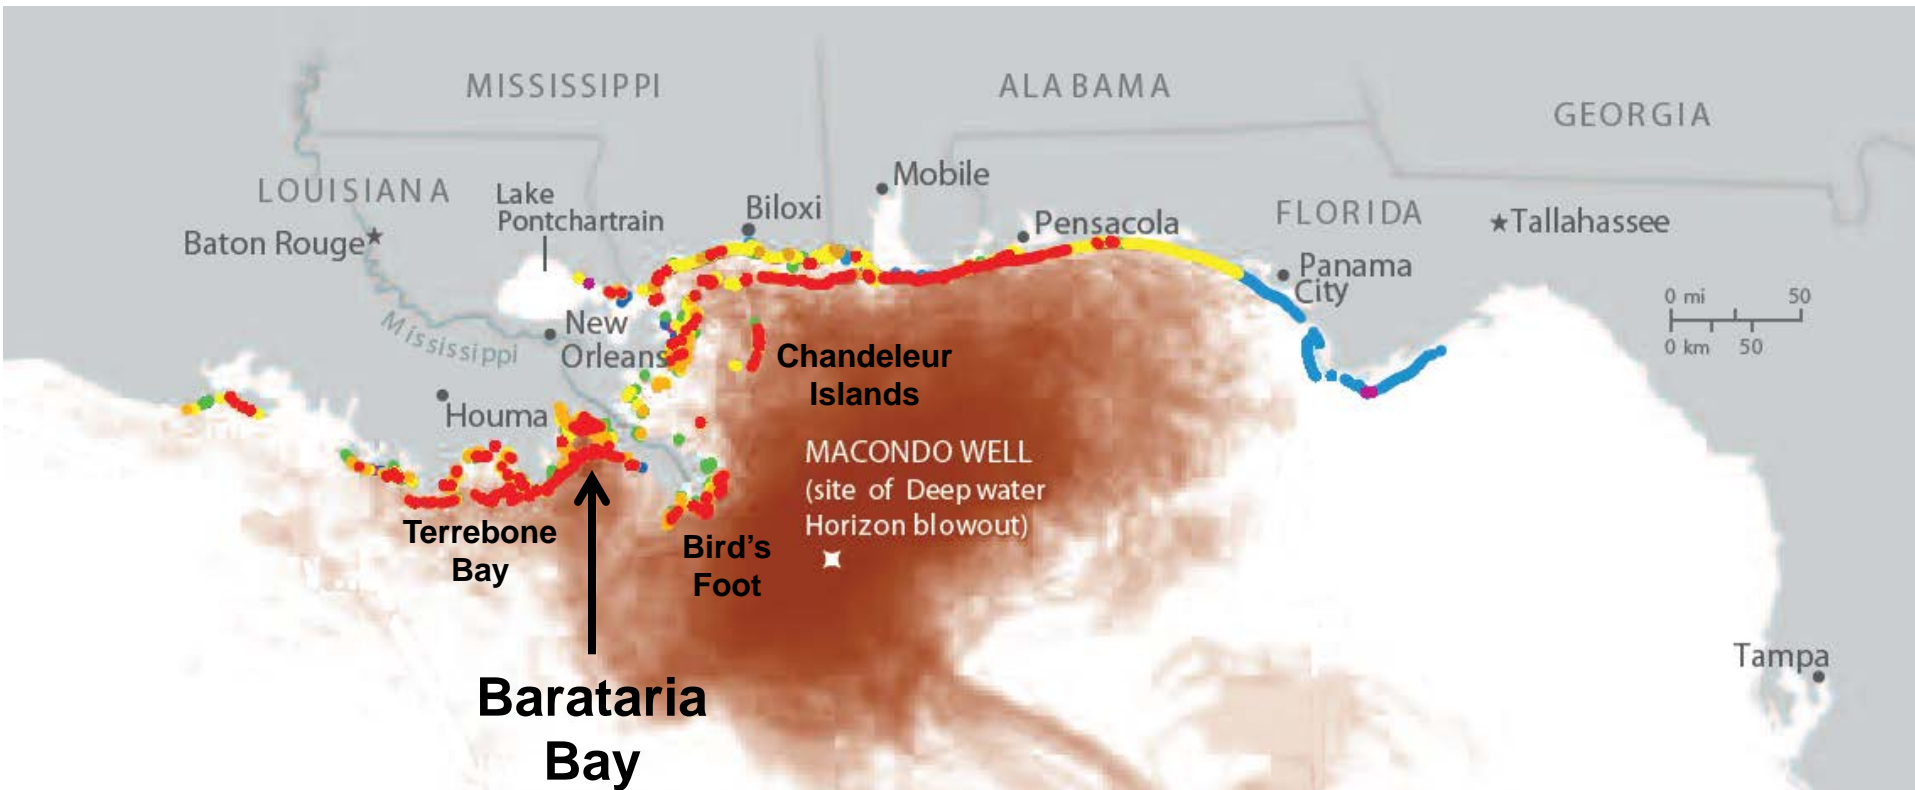 MISSISSIPPI
ALABAMA
GEORGIA
LOUISIANA
Lake
Pontchartrain
Baton Rouge
Biloxi
Mobile
Pensacola
FLORIDA
Tallahassee
Panama
City
0 mi 50
0 km 50
Mississippi
New
Orleans
Houma
Chandeleur
Islands
MACONDO WELL
(site of Deepwater
Horizon blowout)
Terrebone
Bay
Bird’s
Foot
Barataria
Bay
Tampa